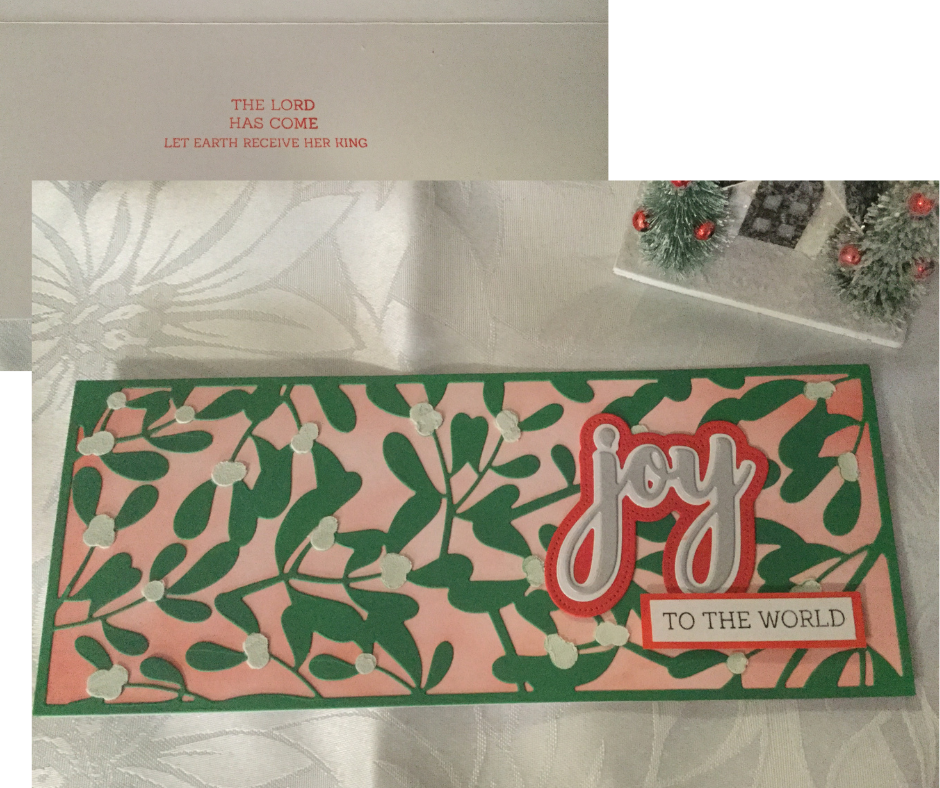 THE LORD
HAS COME
LET EARTH RECEIVE HER KING
joy
TO THE WORLD